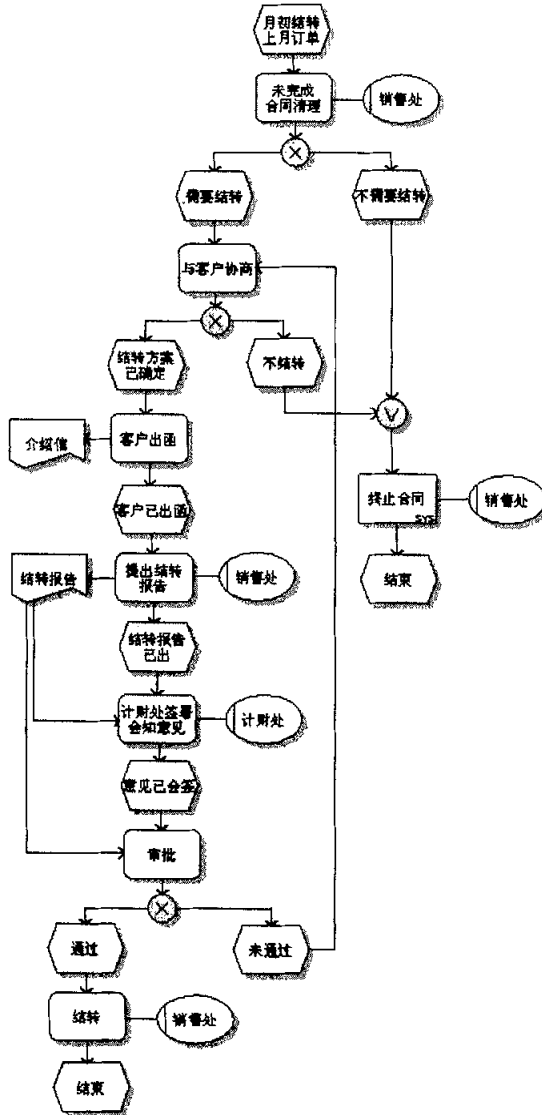 月初结转
上月订单
未完成
合同清理
销售处
需要结转
不需要结转
与客户协商
结转方案
已确定
不结转
介绍信
客户出函
终止合同
SYS
销售处
客户已出函
结束
结转报告
提出结转
报告
销售处
结转报告
已出
计财处签署
会知意见
计财处
意见已会签
审批
通过
未通过
结转
销售处
结束